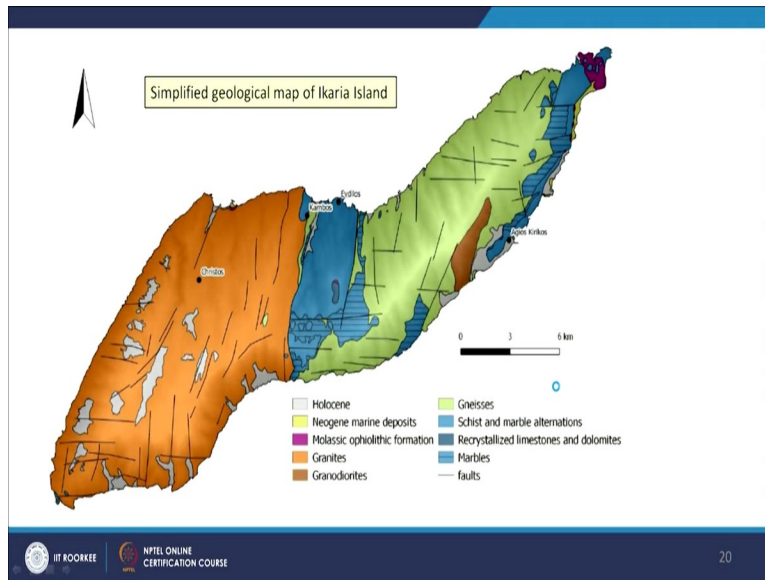 Simplified geological map of Ikaria Island
Evdilos
Kambos
Christos
Agios Kirikos
0 3 6 km
Holocene
Neogene marine deposits
Molassic ophiolithic formation
Granites
Granodiorites
Gneisses
Schist and marble alternations
Recrystallized limestones and dolomites
Marbles
faults
IIT ROORKEE
NPTEL ONLINE
CERTIFICATION COURSE
20